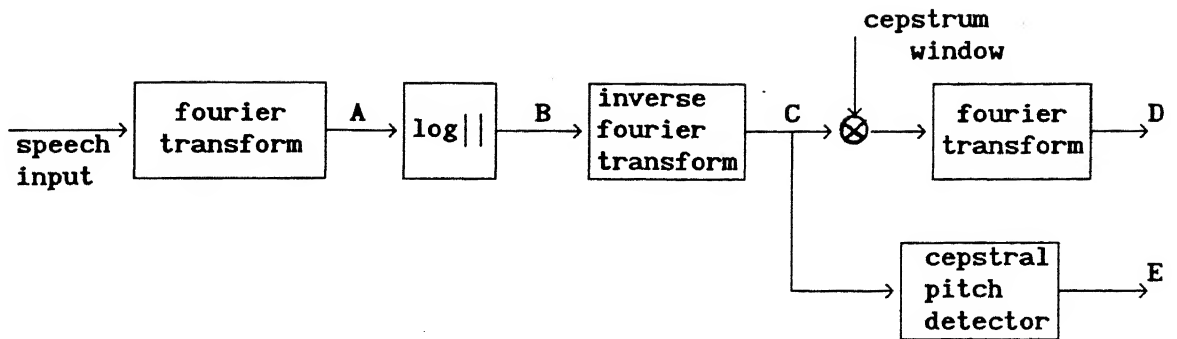 cepstrum
window
fourier
transform
A
log||
B
inverse
fourier
transform
C
fourier
transform
D
speech
input
cepstral
pitch
detector
E